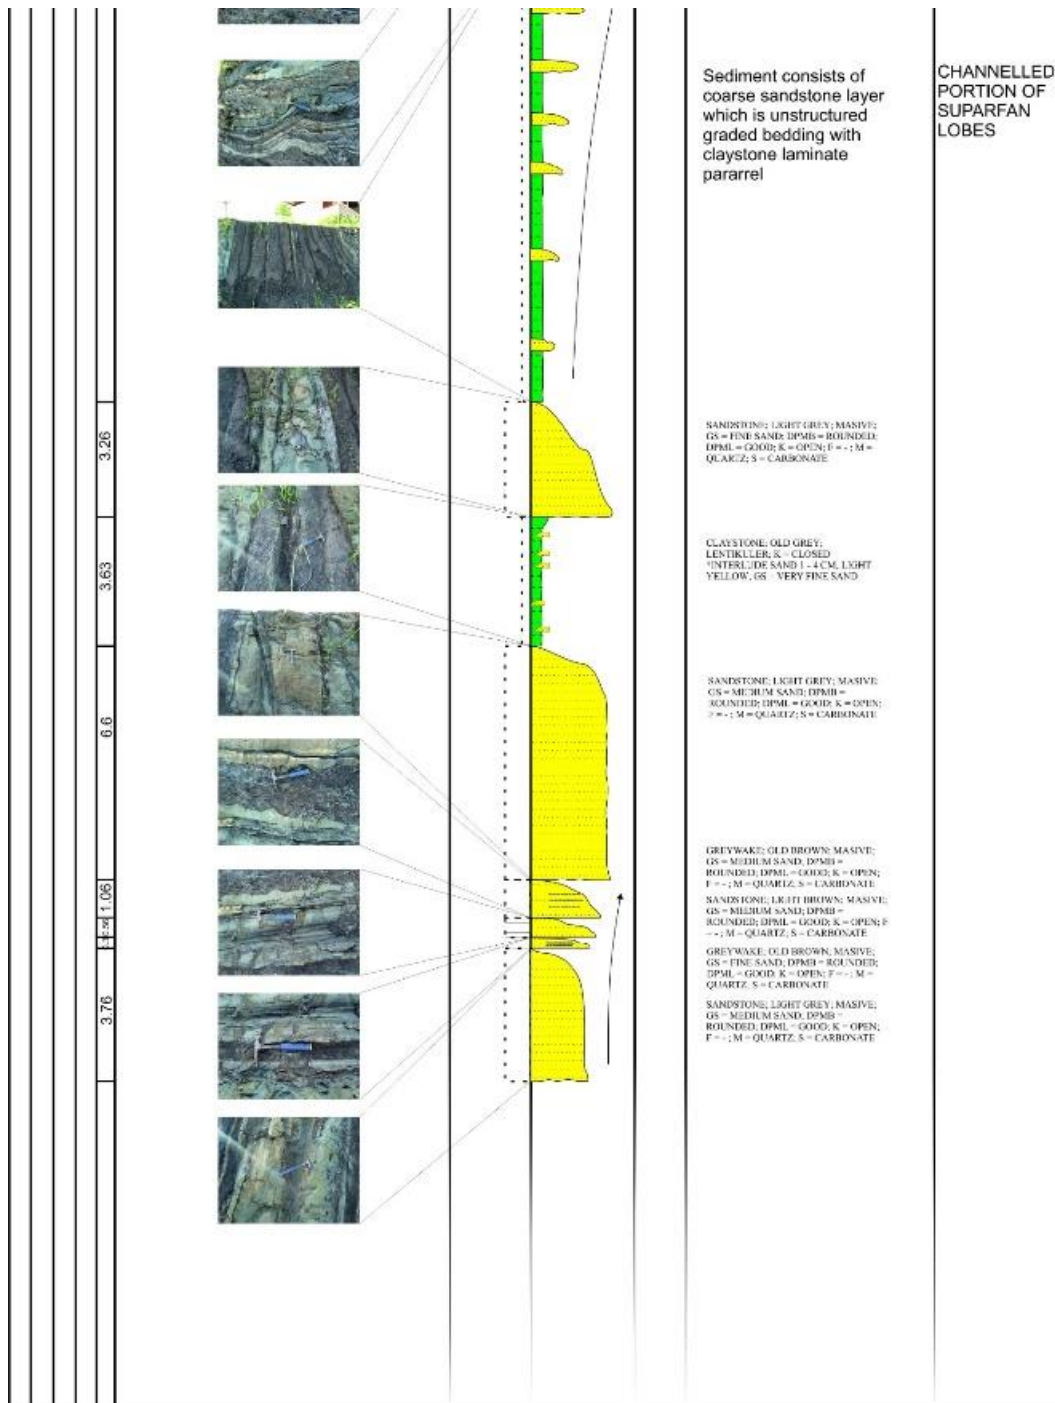 Sediment consists of
coarse sandstone layer
which is unstructured
graded bedding with
claystone laminate
pararrel
CHANNELLED
PORTION OF
SUPARFAN
LOBES
3.26
SANDSTONE; LIGHT GREY; MASIVE;
GS = FINE SAND; DPMB = ROUNDED;
DPML = GOOD; K = OPEN; F = - ; M =
QUARTZ; S = CARBONATE
3.63
CLAYSTONE; OLD GREY;
LENTIKULER; K = CLOSED
*INTERLUDE SAND 1 - 4 CM, LIGHT
YELLOW, GS = VERY FINE SAND
6.6
SANDSTONE; LIGHT GREY; MASIVE;
GS = MEDIUM SAND; DPMB =
ROUNDED; DPML = GOOD; K = OPEN;
F = - ; M = QUARTZ; S = CARBONATE
1.06
GREYWAKE; OLD BROWN; MASIVE;
GS = MEDIUM SAND; DPMB =
ROUNDED; DPML = GOOD; K = OPEN;
F = - ; M = QUARTZ; S = CARBONATE
SANDSTONE; LIGHT BROWN; MASIVE;
GS = MEDIUM SAND; DPMB =
ROUNDED; DPML = GOOD; K = OPEN; F
= - ; M = QUARTZ; S = CARBONATE
GREYWAKE; OLD BROWN; MASIVE;
GS = FINE SAND; DPMB = ROUNDED;
DPML = GOOD; K = OPEN; F = - ; M =
QUARTZ; S = CARBONATE
3.76
SANDSTONE; LIGHT GREY; MASIVE;
GS = MEDIUM SAND; DPMB =
ROUNDED; DPML = GOOD; K = OPEN;
F = - ; M = QUARTZ; S = CARBONATE